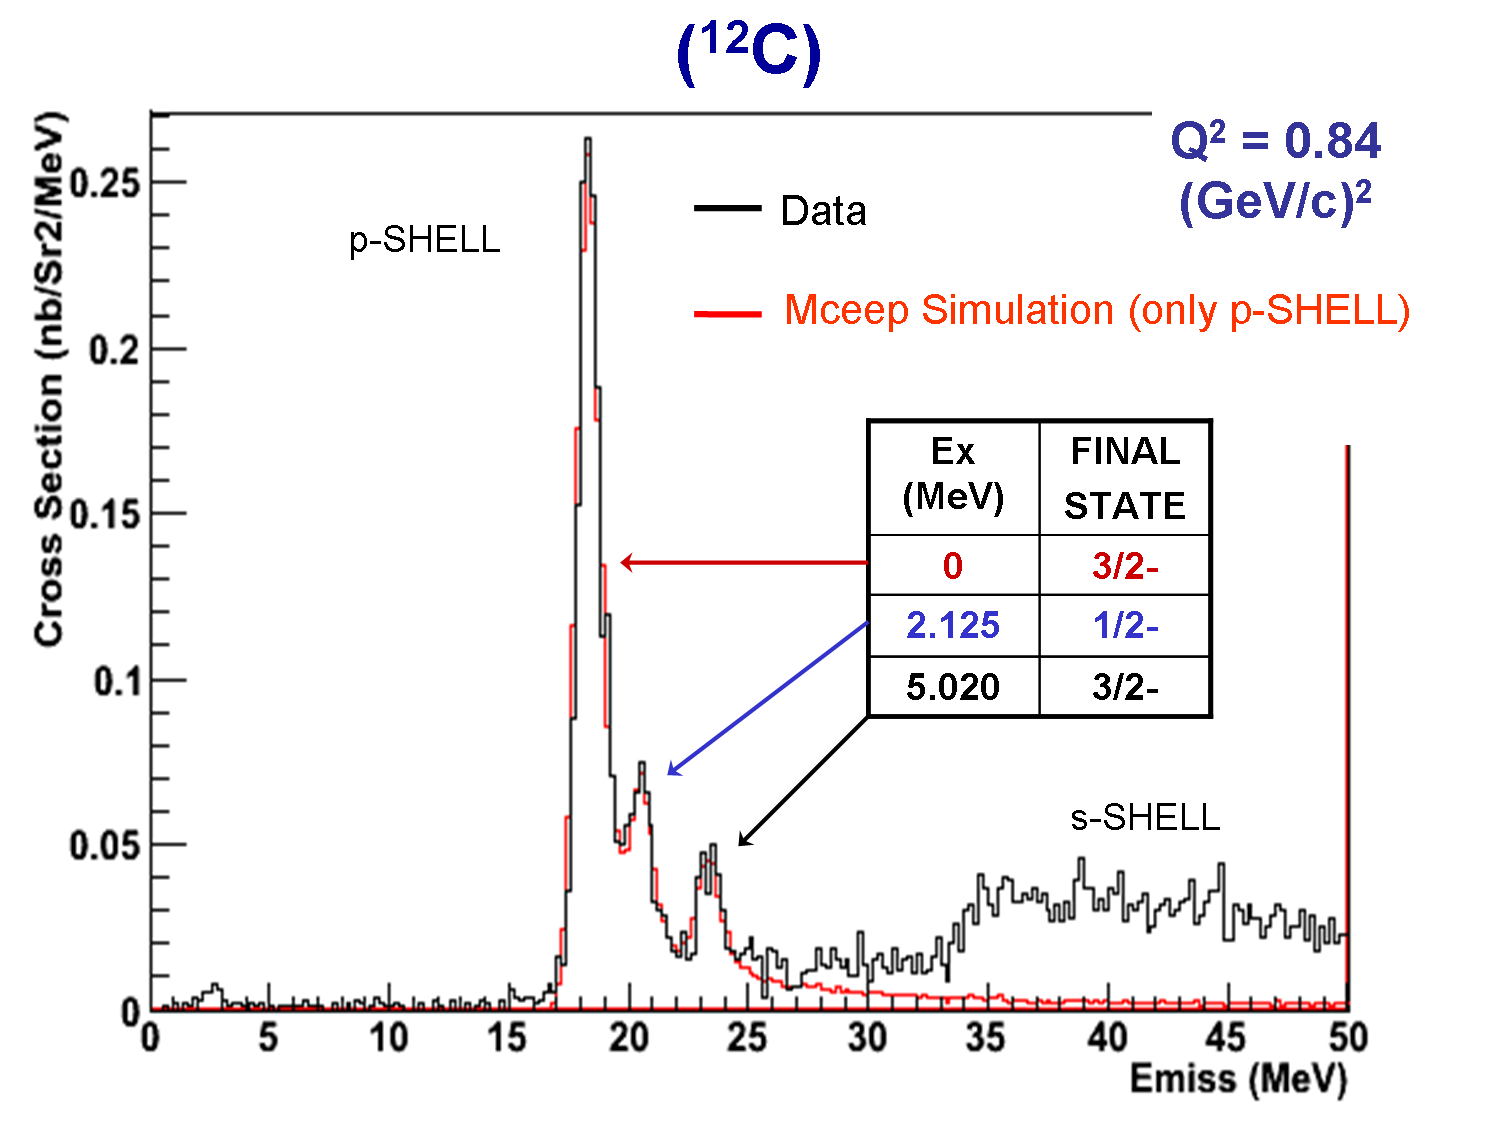 (¹²C)
Q² = 0.84
(GeV/c)²
Data
p-SHELL
Mceep Simulation (only p-SHELL)
Cross Section (nb/Sr2/MeV)
0.25
0.2
0.15
0.1
0.05
0
Ex
(MeV)
FINAL
STATE
0
3/2-
2.125
1/2-
5.020
3/2-
s-SHELL
0 5 10 15 20 25 30 35 40 45 50
Emiss (MeV)